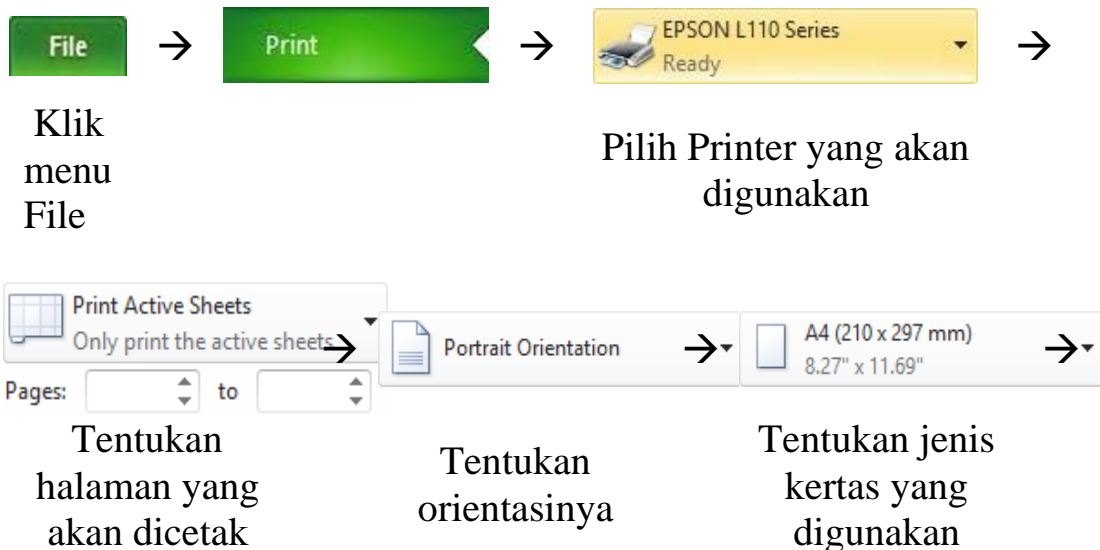 File → Print → EPSON L110 Series →
Ready
Klik
menu
File
Pilih Printer yang akan
digunakan
Print Active Sheets
Only print the active sheets →
Pages: to
Portrait Orientation →
A4 (210 x 297 mm) →
8.27" x 11.69"
Tentukan
halaman yang
akan dicetak
Tentukan
orientasinya
Tentukan jenis
kertas yang
digunakan